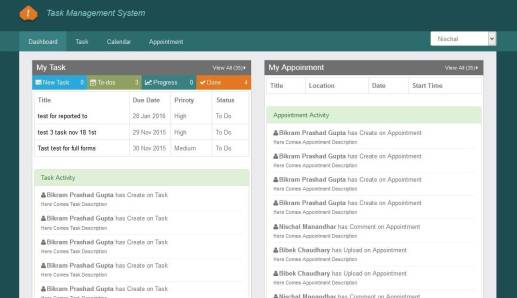 Task Management System
Dashboard Task Calendar Appointment Nischal
My Task View All (35)
New Task 0 To-dos 3 Progress 0 Done 4
Title Due Date Priroty Status
test for reported to 28 Jan 2016 High To Do
test 3 task nov 18 1st 29 Nov 2015 High To Do
Tast test for full forms 30 Nov 2015 Medium To Do
Task Activity
Bikram Prashad Gupta has Create on Task
Here Comes Task Description
Bikram Prashad Gupta has Create on Task
Here Comes Task Description
Bikram Prashad Gupta has Create on Task
Here Comes Task Description
Bikram Prashad Gupta has Create on Task
Here Comes Task Description
Bikram Prashad Gupta has Create on Task
Here Comes Task Description
My Appoinment View All (35)
Title Location Date Start Time
Appointment Activity
Bikram Prashad Gupta has Create on Appointment
Here Comes Appointment Description
Bikram Prashad Gupta has Create on Appointment
Here Comes Appointment Description
Bikram Prashad Gupta has Create on Appointment
Here Comes Appointment Description
Bikram Prashad Gupta has Create on Appointment
Here Comes Appointment Description
Nischal Manandhar has Comment on Appointment
Here Comes Appointment Description
Bibek Chaudhary has Upload on Appointment
Here Comes Appointment Description
Bibek Chaudhary has Upload on Appointment
Here Comes Appointment Description
Nischal Manandhar has Comment on Appointment